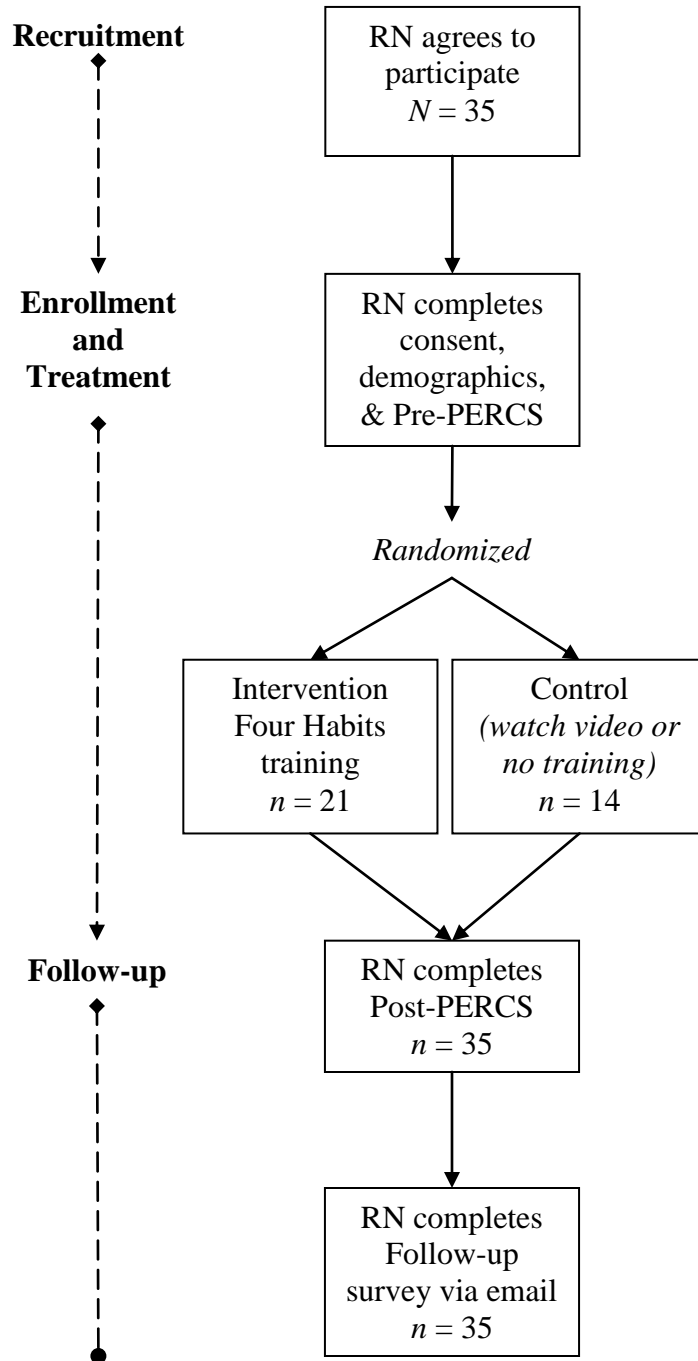 Recruitment
RN agrees to
participate
N = 35
Enrollment
and
Treatment
RN completes
consent,
demographics,
& Pre-PERCS
Randomized
Intervention
Four Habits
training
n = 21
Control
(watch video or
no training)
n = 14
Follow-up
RN completes
Post-PERCS
n = 35
RN completes
Follow-up
survey via email
n = 35